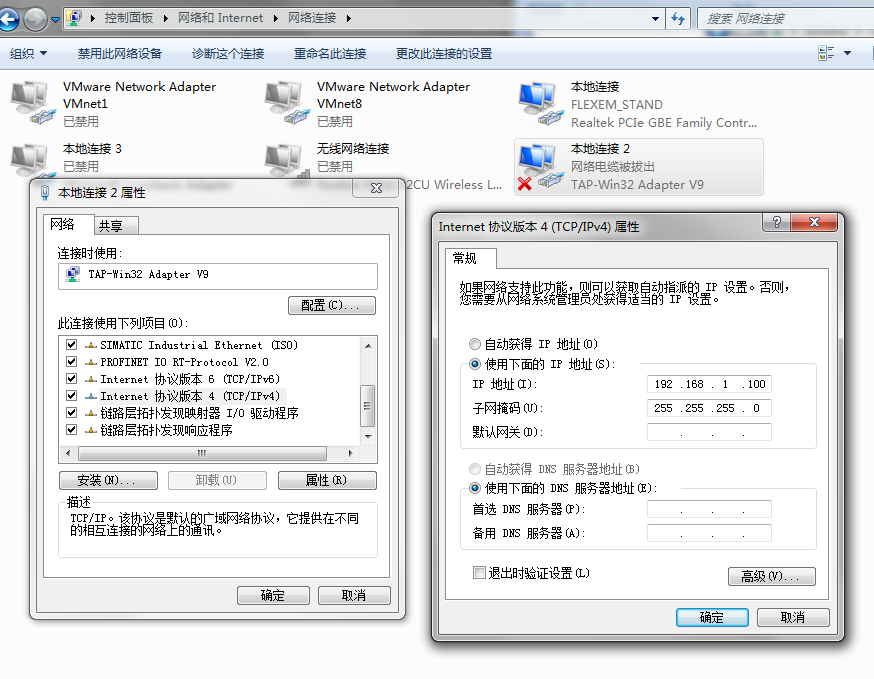 控制面板 ▸ 网络和 Internet ▸ 网络连接 ▸
搜索 网络连接
组织 禁用此网络设备 诊断这个连接 重命名此连接 更改此连接的设置
VMware Network Adapter
VMnet1
已禁用
VMware Network Adapter
VMnet8
已禁用
本地连接
FLEXEM_STAND
Realtek PCIe GBE Family Contr...
本地连接 3
已禁用
无线网络连接
已禁用
2CU Wireless L...
本地连接 2
网络电缆被拔出
TAP-Win32 Adapter V9
本地连接 2 属性
网络 共享
连接时使用:
TAP-Win32 Adapter V9
配置(C)...
此连接使用下列项目(O):
SIMATIC Industrial Ethernet (ISO)
PROFINET IO RT-Protocol V2.0
Internet 协议版本 6 (TCP/IPv6)
Internet 协议版本 4 (TCP/IPv4)
链路层拓扑发现映射器 I/O 驱动程序
链路层拓扑发现响应程序
安装(N)... 卸载(U) 属性(R)
描述
TCP/IP。该协议是默认的广域网络协议，它提供在不同
的相互连接的网络上的通讯。
确定 取消
Internet 协议版本 4 (TCP/IPv4) 属性
常规
如果网络支持此功能，则可以获取自动指派的 IP 设置。否则，
您需要从网络系统管理员处获得适当的 IP 设置。
自动获得 IP 地址(O)
使用下面的 IP 地址(S):
IP 地址(I): 192 .168 . 1 .100
子网掩码(U): 255 .255 .255 . 0
默认网关(D): . . .
自动获得 DNS 服务器地址(B)
使用下面的 DNS 服务器地址(E):
首选 DNS 服务器(P): . . .
备用 DNS 服务器(A): . . .
退出时验证设置(L)
高级(V)...
确定 取消